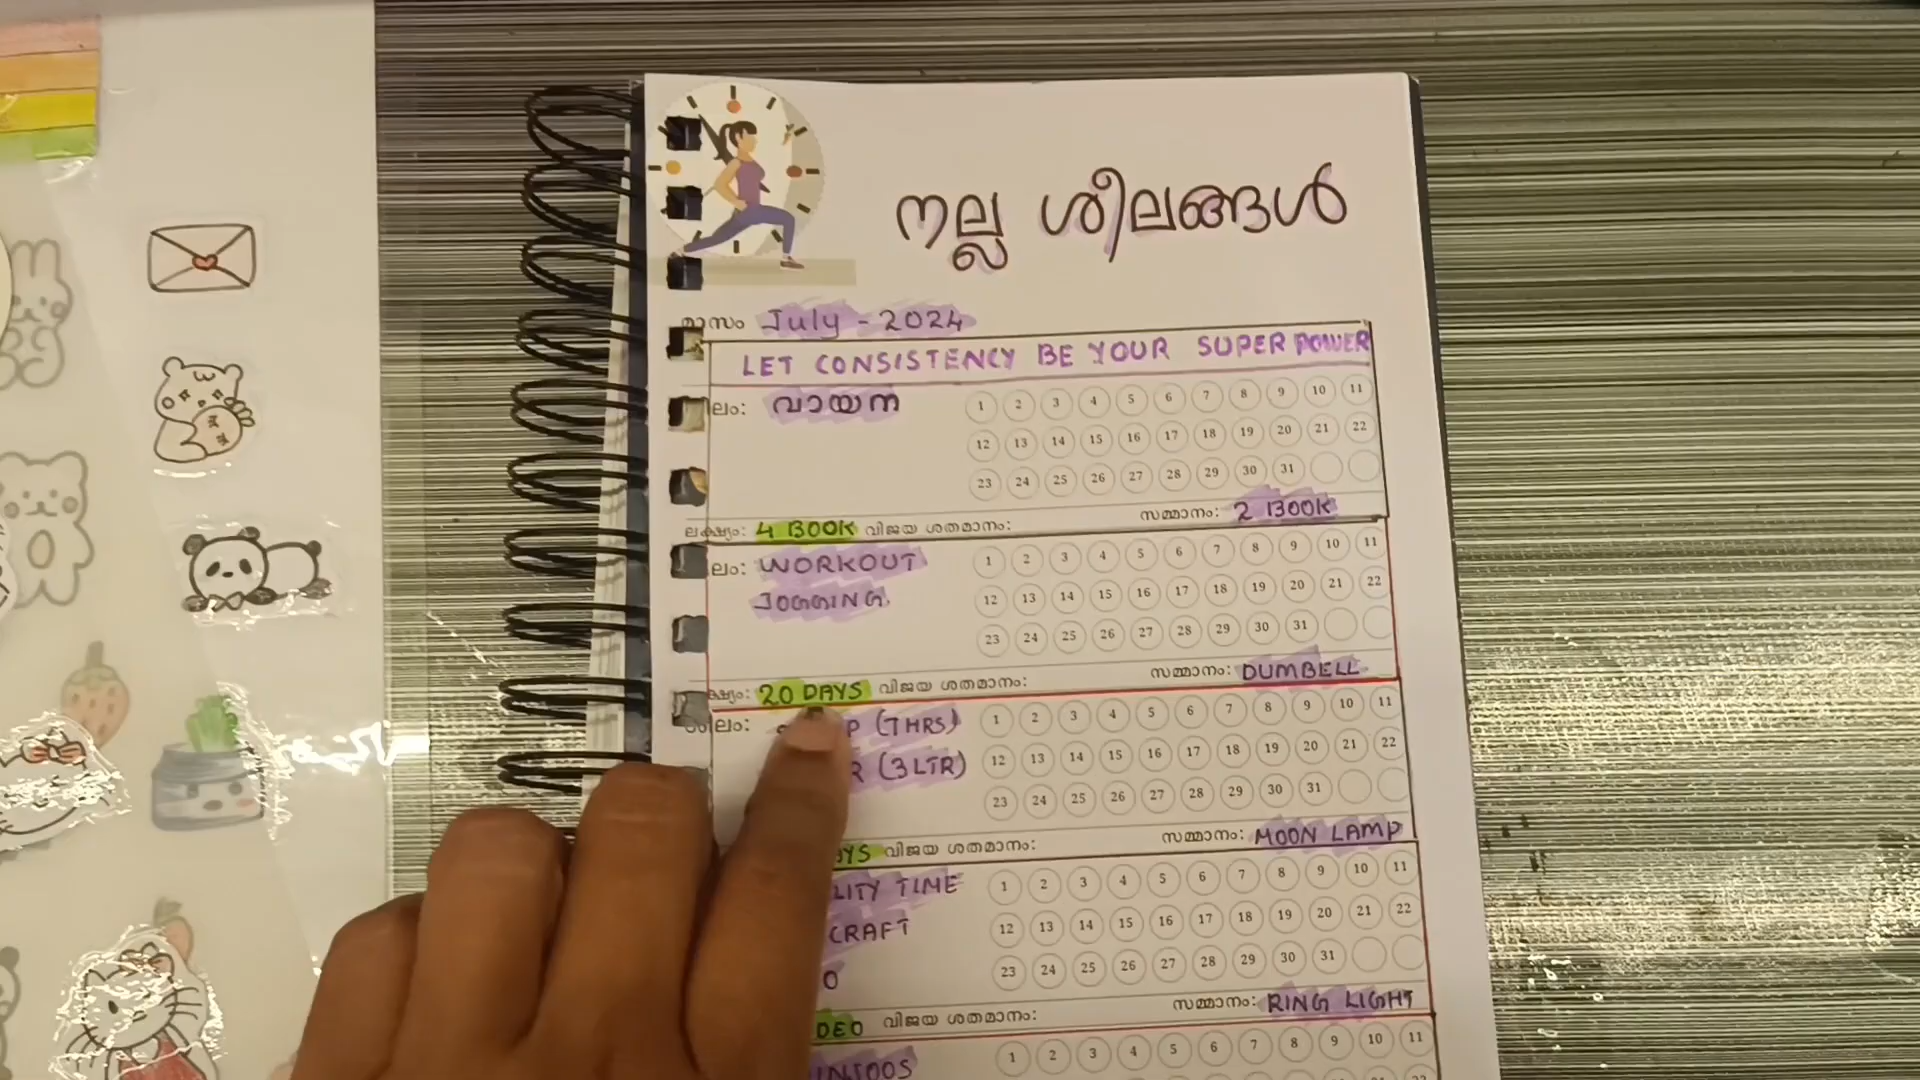 നല്ല ശീലങ്ങൾ
മാസം July - 2024
LET CONSISTENCY BE YOUR SUPER POWER
ലം: വായന 1 2 3 4 5 6 7 8 9 10 11
12 13 14 15 16 17 18 19 20 21 22
23 24 25 26 27 28 29 30 31
ലക്ഷ്യം: 4 BOOK വിജയ ശതമാനം: സമ്മാനം: 2 BOOK
ലം: WORKOUT 1 2 3 4 5 6 7 8 9 10 11
JOGGING. 12 13 14 15 16 17 18 19 20 21 22
23 24 25 26 27 28 29 30 31
ക്ഷ്യം: 20 DAYS വിജയ ശതമാനം: സമ്മാനം: DUMBELL
ലം: P (7HRS) 1 2 3 4 5 6 7 8 9 10 11
R (3LTR) 12 13 14 15 16 17 18 19 20 21 22
23 24 25 26 27 28 29 30 31
YS വിജയ ശതമാനം: സമ്മാനം: MOON LAMP
LITY TIME 1 2 3 4 5 6 7 8 9 10 11
CRAFT 12 13 14 15 16 17 18 19 20 21 22
O 23 24 25 26 27 28 29 30 31
DEO വിജയ ശതമാനം: സമ്മാനം: RING LIGHT
1 2 3 4 5 6 7 8 9 10 11